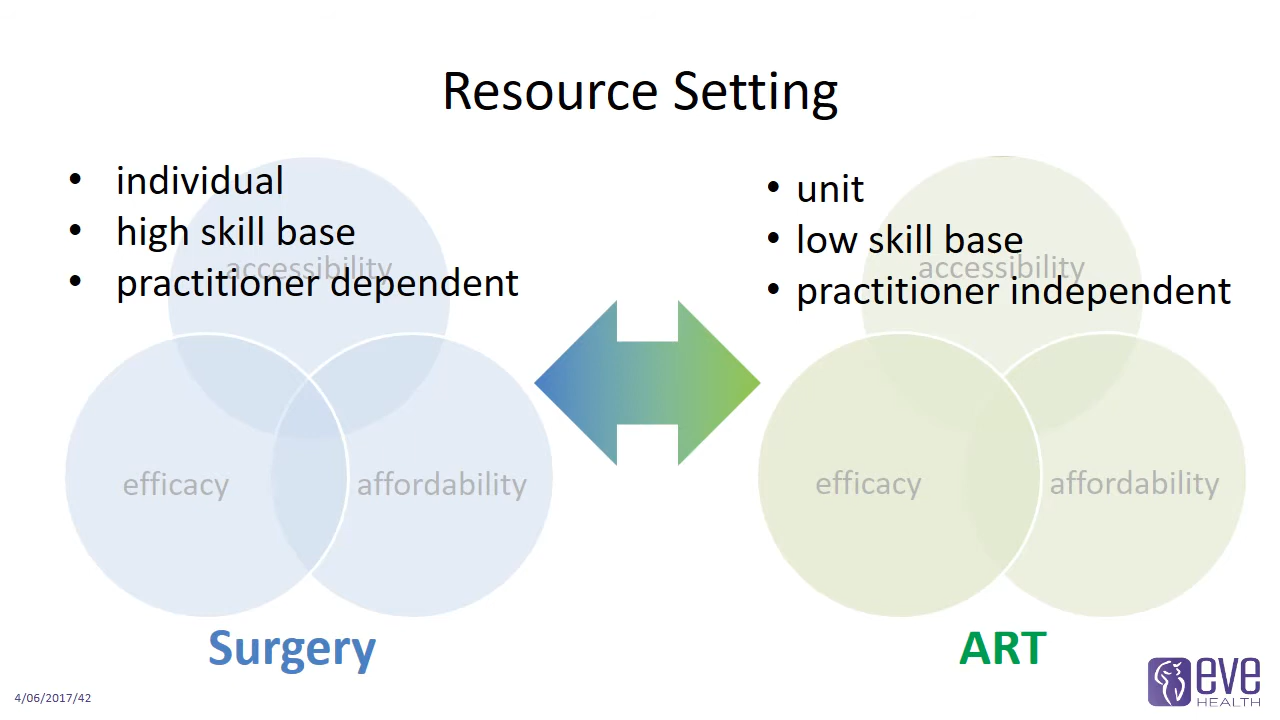 Resource Setting
• individual
• high skill base
• practitioner dependent
accessibility
efficacy
affordability
Surgery
• unit
• low skill base
• practitioner independent
accessibility
efficacy
affordability
ART
4/06/2017/42
eve
HEALTH